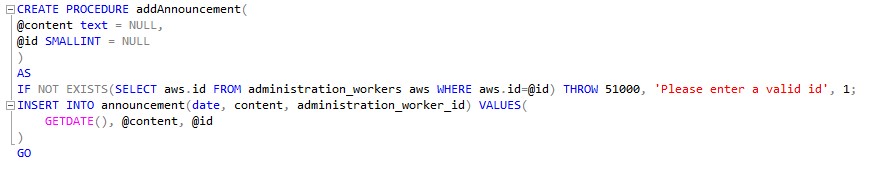 CREATE PROCEDURE addAnnouncement(
@content text = NULL,
@id SMALLINT = NULL
)
AS
IF NOT EXISTS(SELECT aws.id FROM administration_workers aws WHERE aws.id=@id) THROW 51000, 'Please enter a valid id', 1;
INSERT INTO announcement(date, content, administration_worker_id) VALUES(
    GETDATE(), @content, @id
)
GO